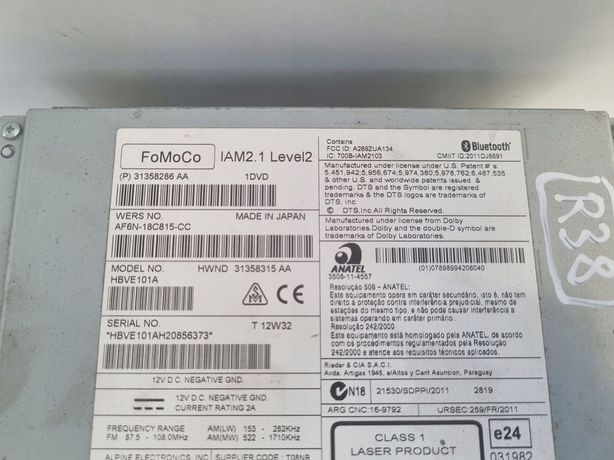 FoMoCo IAM2.1 Level2
(P) 31358286 AA 1DVD
WERS NO. MADE IN JAPAN
AF6N-18C815-CC
MODEL NO. HWND 31358315 AA
HBVE101A
SERIAL NO. T 12W32
*HBVE101AH20856373*
12V D.C. NEGATIVE GND.
12V D.C. NEGATIVE GND.
CURRENT RATING 2A
FREQUENCY RANGE AM(LW) 153 - 282KHz
FM 87.5 - 108.0MHz AM(MW) 522 - 1710KHz
ALPINE ELECTRONICS, INC SUPPLIER CODE : T08NB
Contains
FCC ID: A269ZUA134
IC: 700B-IAM2103
Bluetooth
CMIIT ID:2011DJ6691
Manufactured under license under U.S. Patent #'s:
5,451,942;5,956,674;5,974,380;5,978,762;6,487,535
& other U.S. and worldwide patents issued &
pending. DTS and the Symbol are registered
trademarks & the DTS Logos are trademarks of
DTS, Inc.
© DTS,Inc.All Rights Reserved.
Manufactured under license from Dolby
Laboratories.Dolby and the double-D symbol are
trademarks of Dolby Laboratories.
ANATEL
3508-11-4557
(01)07898994206040
Resolução 506 - ANATEL:
Este equipamento opera em caráter secundário, isto é, não tem
direito à proteção contra interferência prejudicial, mesmo de
estações do mesmo tipo, e não pode causar interferência a
sistemas operando em caráter primário.
Resolução 242/2000
Este equipamento está homologado pela ANATEL, de acordo
com os procedimentos regulamentados pela Resolução
242/2000 e atende aos requisitos técnicos aplicados.
Rieder & CIA S.A.C.I.
Avda. Artigas 1945, e/Altos y Cent Asuncion, Paraguay
N18 21530/SDPPI/2011 2819
ARG CNC:16-9792 URSEC:259/FR/2011
CLASS 1
LASER PRODUCT
e24
031982
R38